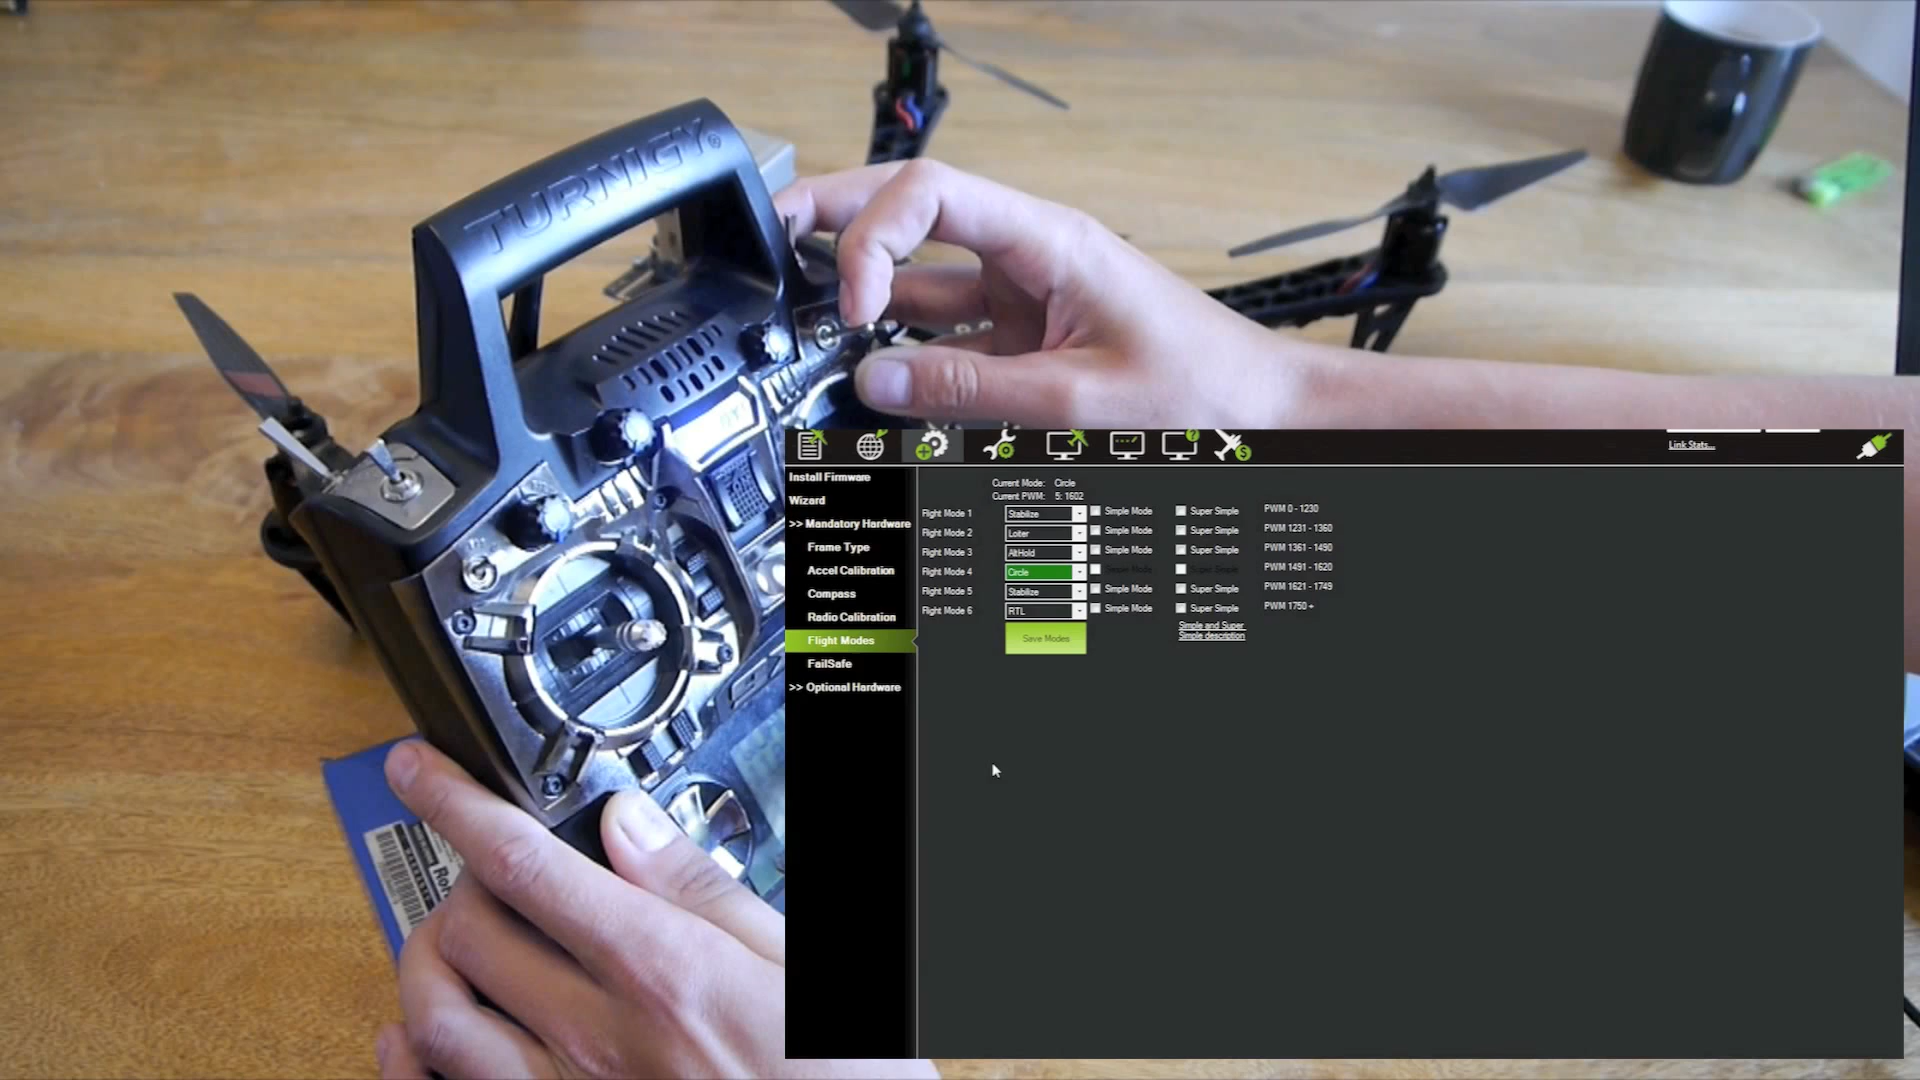 TURNIGY
Link Stats...
Install Firmware
Wizard
>> Mandatory Hardware
Frame Type
Accel Calibration
Compass
Radio Calibration
Flight Modes
FailSafe
>> Optional Hardware
Current Mode: Circle
Current PWM: 5: 1602
Flight Mode 1 Stabilize Simple Mode Super Simple PWM 0 - 1230
Flight Mode 2 Loiter Simple Mode Super Simple PWM 1231 - 1360
Flight Mode 3 AltHold Simple Mode Super Simple PWM 1361 - 1490
Flight Mode 4 Circle Simple Mode Super Simple PWM 1491 - 1620
Flight Mode 5 Stabilize Simple Mode Super Simple PWM 1621 - 1749
Flight Mode 6 RTL Simple Mode Super Simple PWM 1750 +
Save Modes
Simple and Super
Simple description